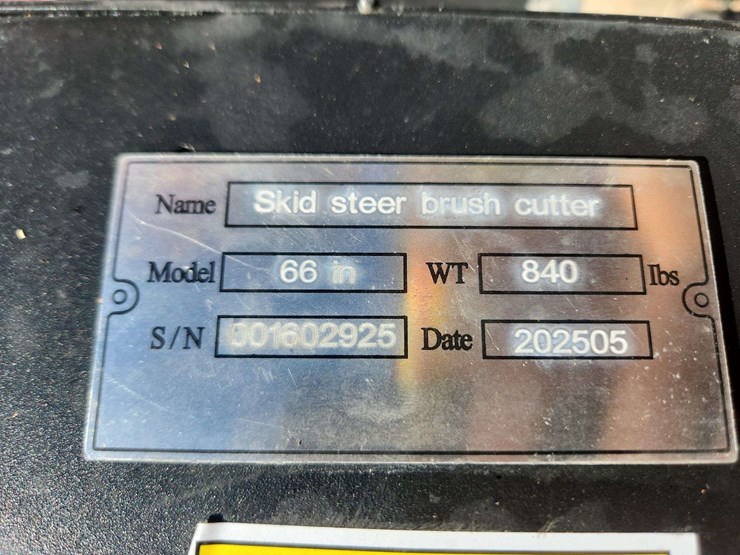 Name Skid steer brush cutter
Model 66 in WT 840 lbs
S/N 001602925 Date 202505